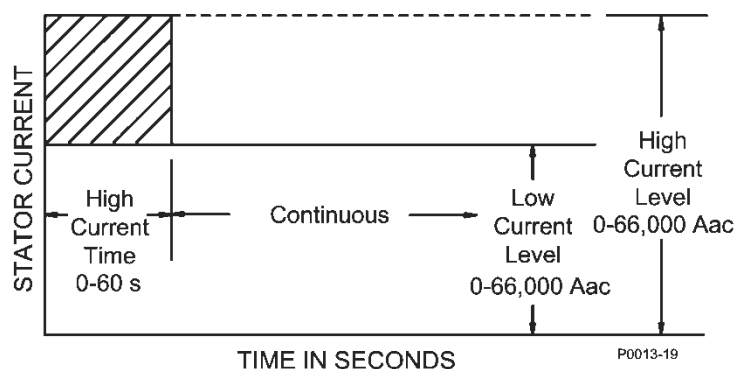 STATOR CURRENT
High
Current
Time
0-60 s
Continuous
Low
Current
Level
0-66,000 Aac
High
Current
Level
0-66,000 Aac
TIME IN SECONDS
P0013-19